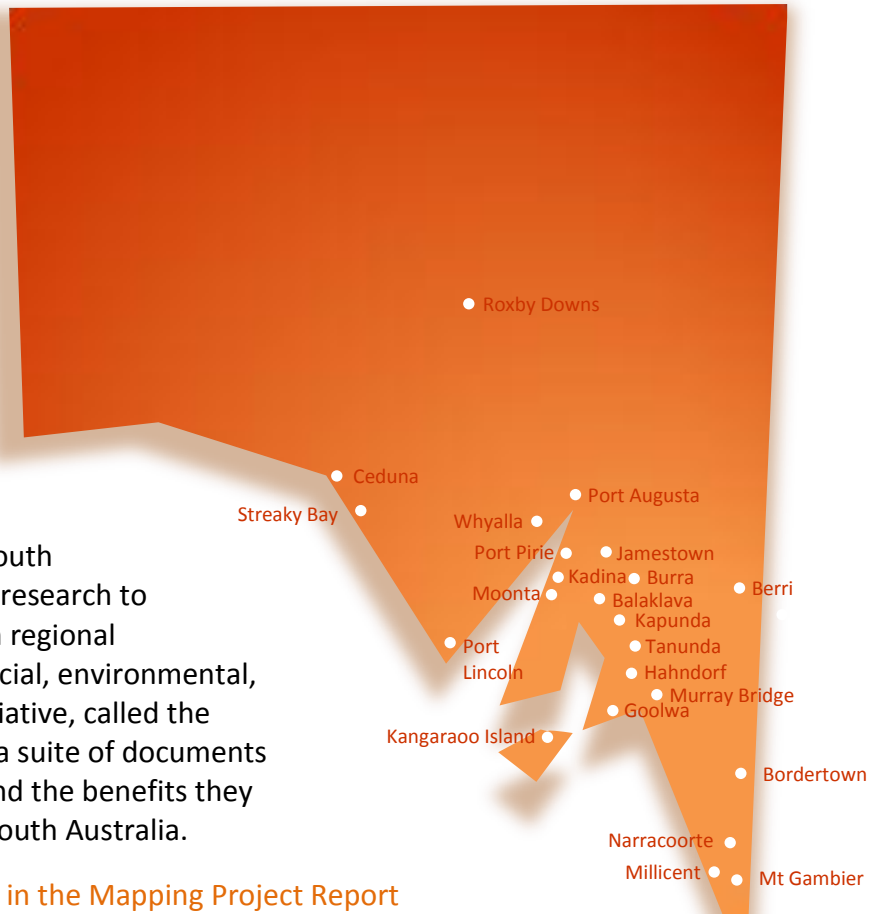 Roxby Downs
Ceduna
Port Augusta
Streaky Bay
Whyalla
Port Pirie
Jamestown
Kadina
Burra
Moonta
Berri
Balaklava
Kapunda
Port
Lincoln
Tanunda
Hahndorf
Murray Bridge
Goolwa
Kangaraoo Island
Bordertown
Narracoorte
Millicent
Mt Gambier
outh
research to
regional
cial, environmental,
iative, called the
a suite of documents
nd the benefits they
outh Australia.
in the Mapping Project Report